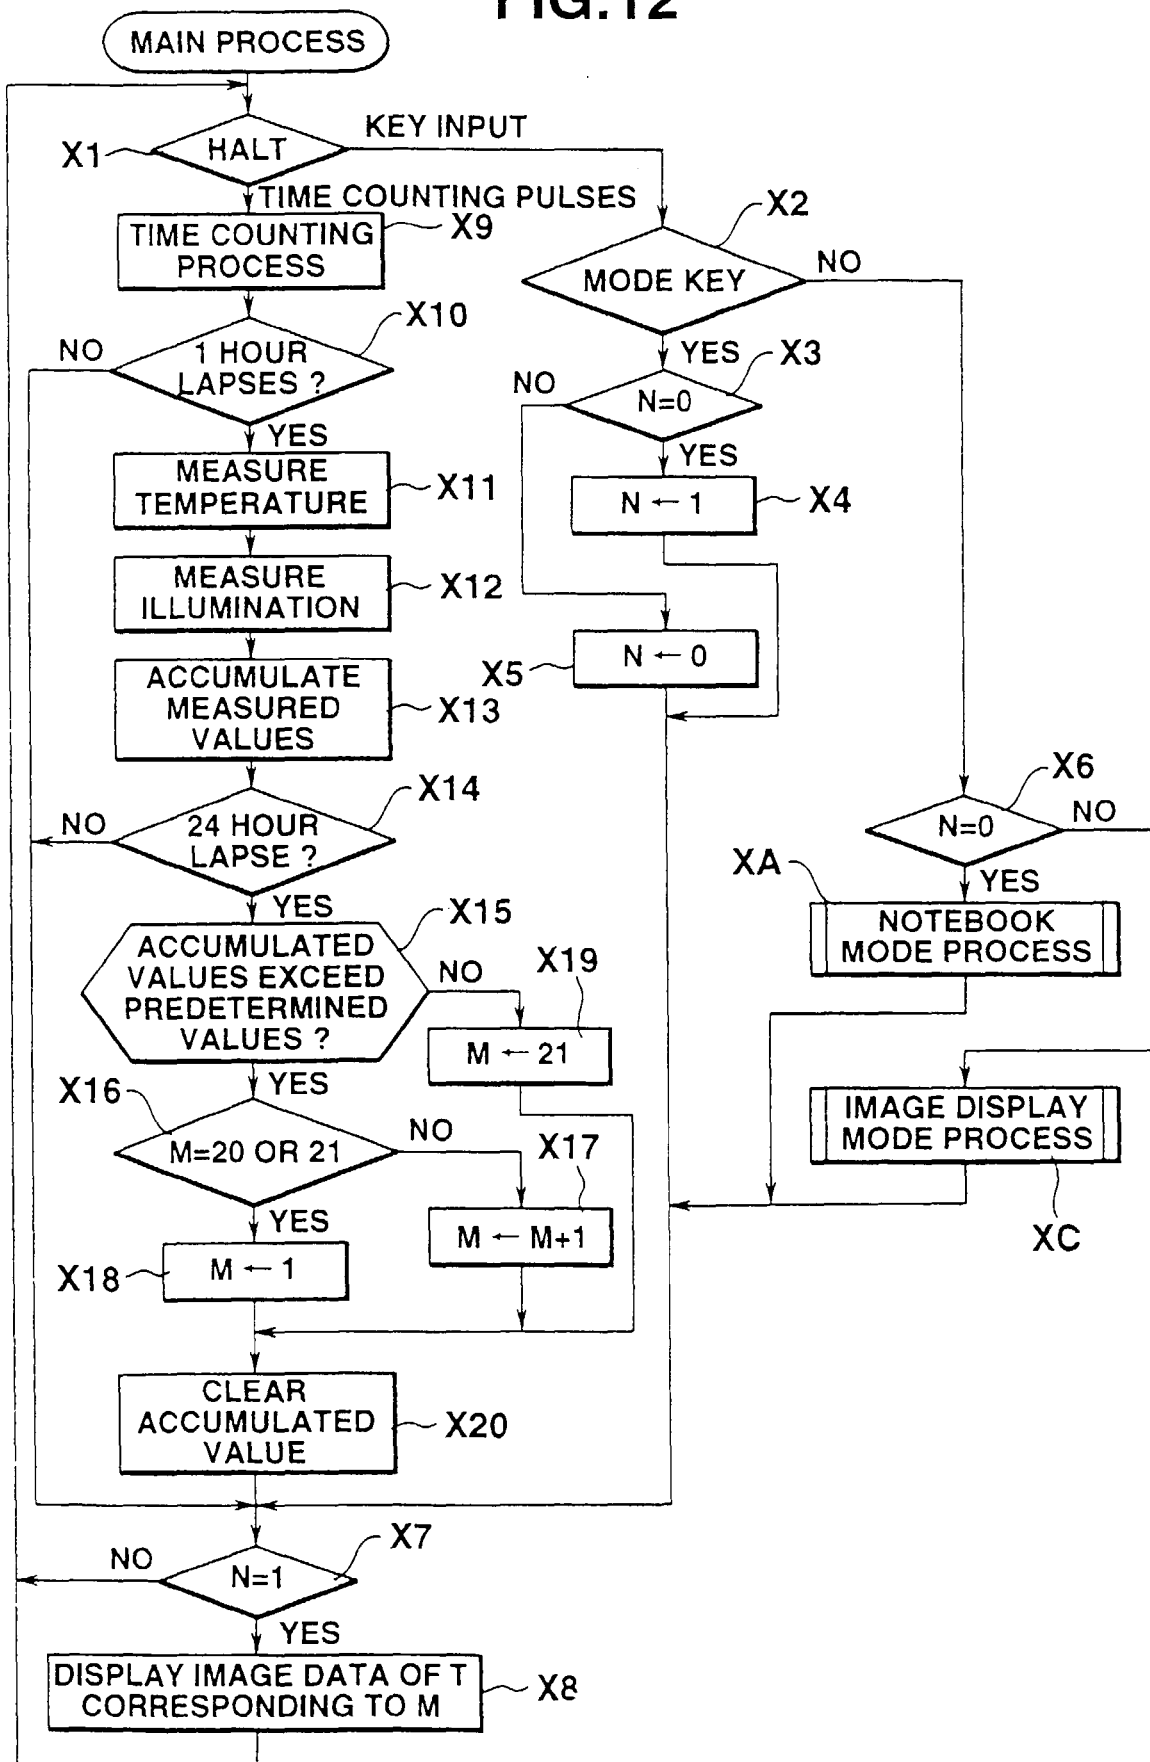 FIG.12
MAIN PROCESS
X1
HALT
KEY INPUT
TIME COUNTING PULSES
TIME COUNTING
PROCESS
X9
X2
MODE KEY
NO
YES
X10
1 HOUR
LAPSES ?
NO
YES
X3
N=0
NO
YES
MEASURE
TEMPERATURE
X11
N ← 1
X4
MEASURE
ILLUMINATION
X12
N ← 0
X5
ACCUMULATE
MEASURED
VALUES
X13
X14
24 HOUR
LAPSE ?
NO
YES
X6
N=0
NO
YES
XA
NOTEBOOK
MODE PROCESS
X15
ACCUMULATED
VALUES EXCEED
PREDETERMINED
VALUES ?
NO
YES
X19
M ← 21
IMAGE DISPLAY
MODE PROCESS
XC
X16
M=20 OR 21
NO
YES
X17
M ← M+1
X18
M ← 1
CLEAR
ACCUMULATED
VALUE
X20
X7
N=1
NO
YES
DISPLAY IMAGE DATA OF T
CORRESPONDING TO M
X8